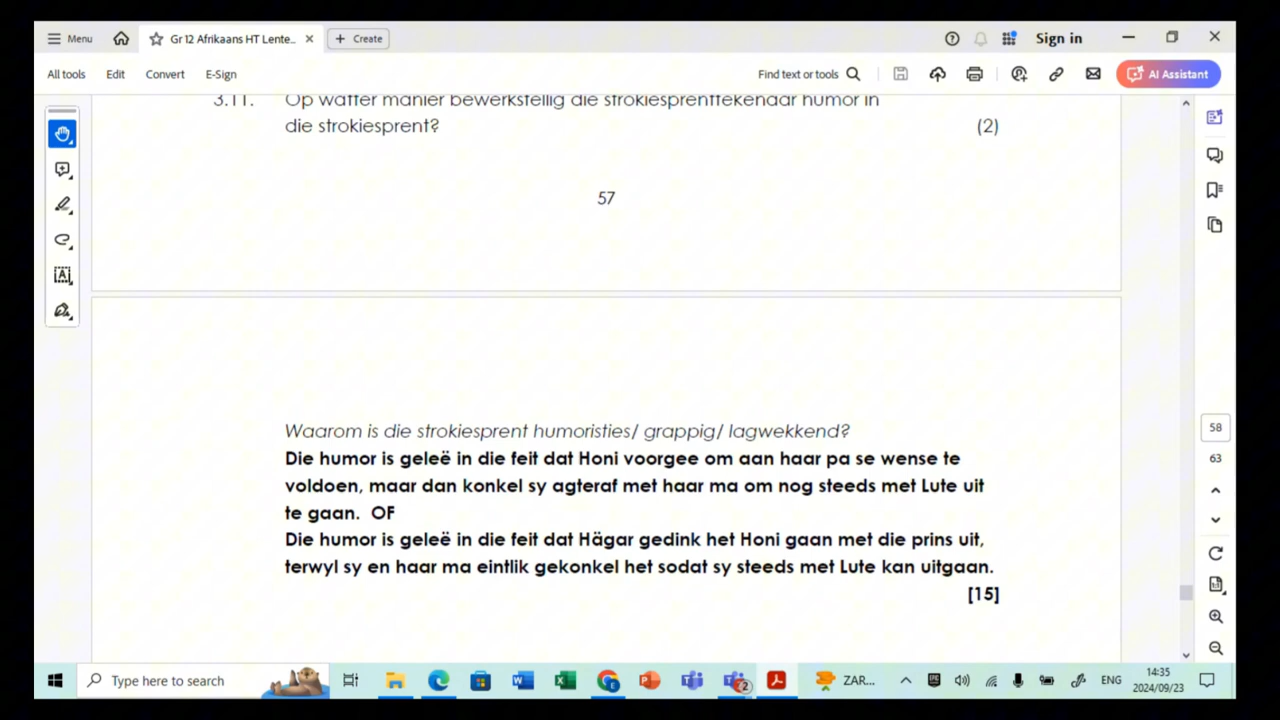 Menu
Gr 12 Afrikaans HT Lente...
Create
Sign in
All tools
Edit
Convert
E-Sign
Find text or tools
AI Assistant
3.11. Op watter manier bewerkstellig die strokiesprenttekenaar humor in
die strokiesprent? (2)
57
Waarom is die strokiesprent humoristies/ grappig/ lagwekkend?
Die humor is geleë in die feit dat Honi voorgee om aan haar pa se wense te
voldoen, maar dan konkel sy agteraf met haar ma om nog steeds met Lute uit
te gaan. OF
Die humor is geleë in die feit dat Hägar gedink het Honi gaan met die prins uit,
terwyl sy en haar ma eintlik gekonkel het sodat sy steeds met Lute kan uitgaan.
[15]
58
63
Type here to search
ZAR...
ENG
14:35
2024/09/23